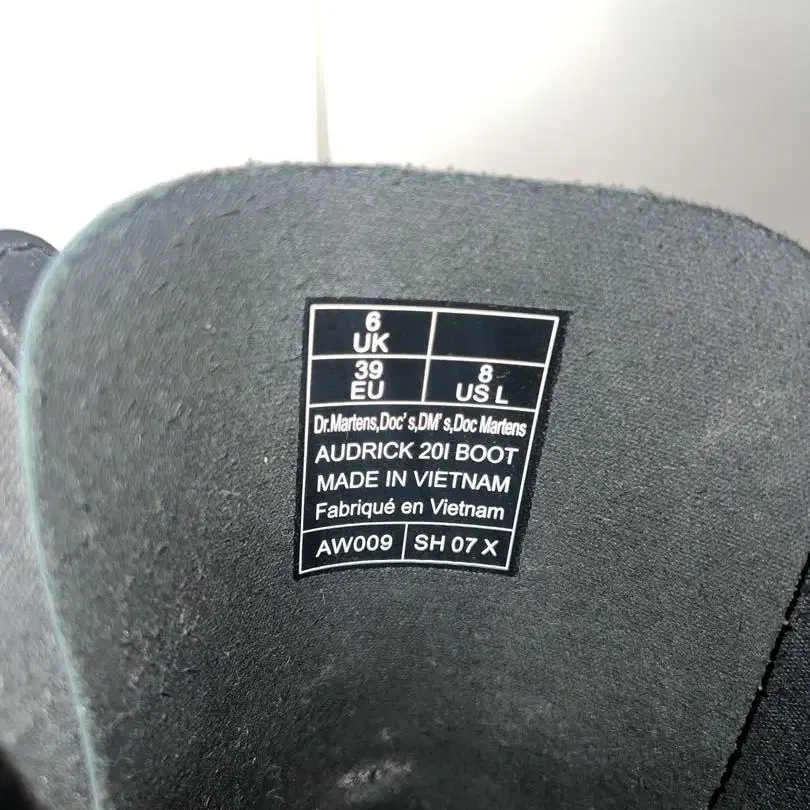 6
UK
39
EU
8
US L
Dr.Martens,Doc's,DM's,Doc Martens
AUDRICK 20I BOOT
MADE IN VIETNAM
Fabriqué en Vietnam
AW009 SH 07 X